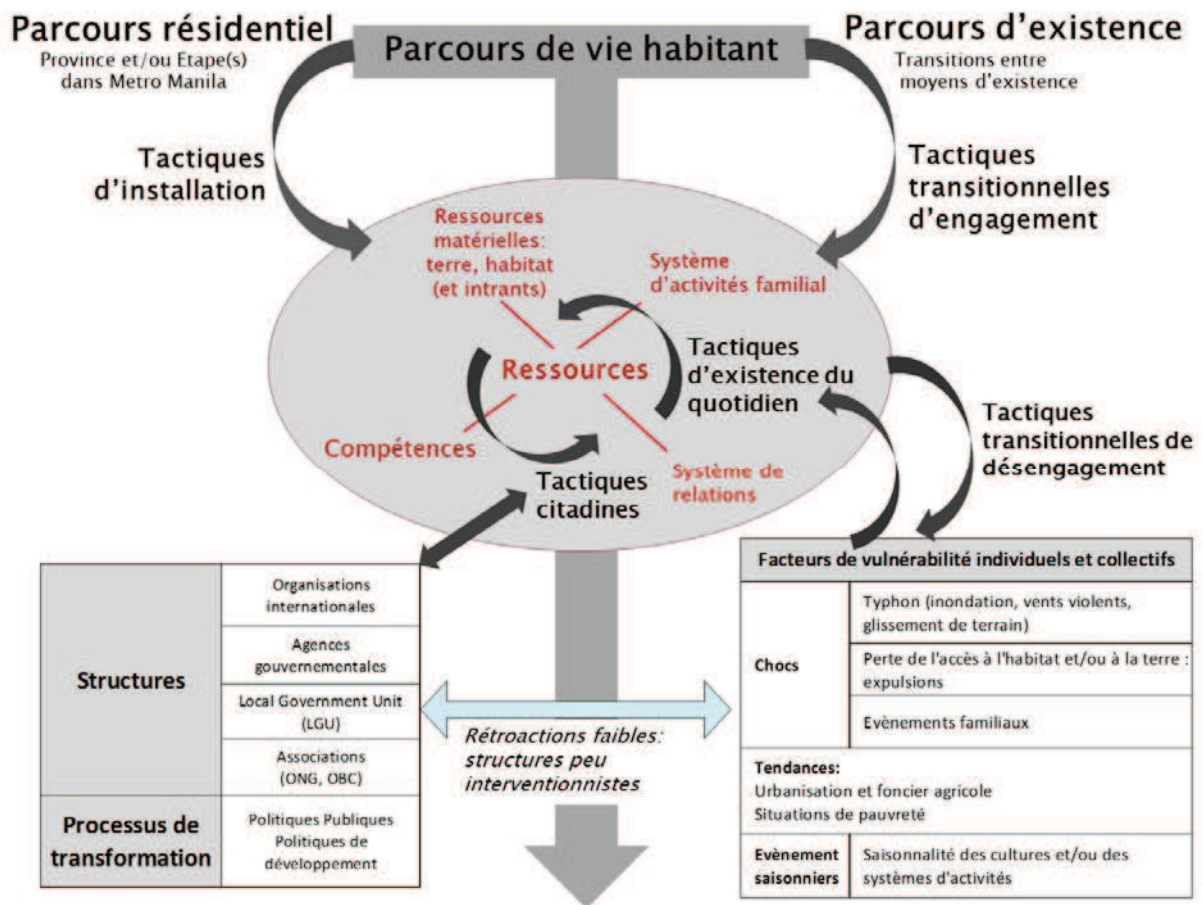 Parcours résidentiel
Province et/ou Etape(s)
dans Metro Manila
Parcours de vie habitant
Parcours d'existence
Transitions entre
moyens d'existence
Tactiques
d'installation
Tactiques
transitionnelles
d'engagement
Ressources
matérielles:
terre, habitat
(et intrants)
Système
d'activités familial
Ressources
Tactiques
d'existence du
quotidien
Compétences
Système de
relations
Tactiques
citadines
Tactiques
transitionnelles de
désengagement
Structures
Organisations
internationales
Agences
gouvernementales
Local Government Unit
(LGU)
Associations
(ONG, OBC)
Processus de
transformation
Politiques Publiques
Politiques de
développement
Rétroactions faibles:
structures peu
interventionnistes
Facteurs de vulnérabilité individuels et collectifs
Chocs
Typhon (inondation, vents violents,
glissement de terrain)
Perte de l'accès à l'habitat et/ou à la terre :
expulsions
Evènements familiaux
Tendances:
Urbanisation et foncier agricole
Situations de pauvreté
Evènement
saisonniers
Saisonnalité des cultures et/ou des
systèmes d'activités